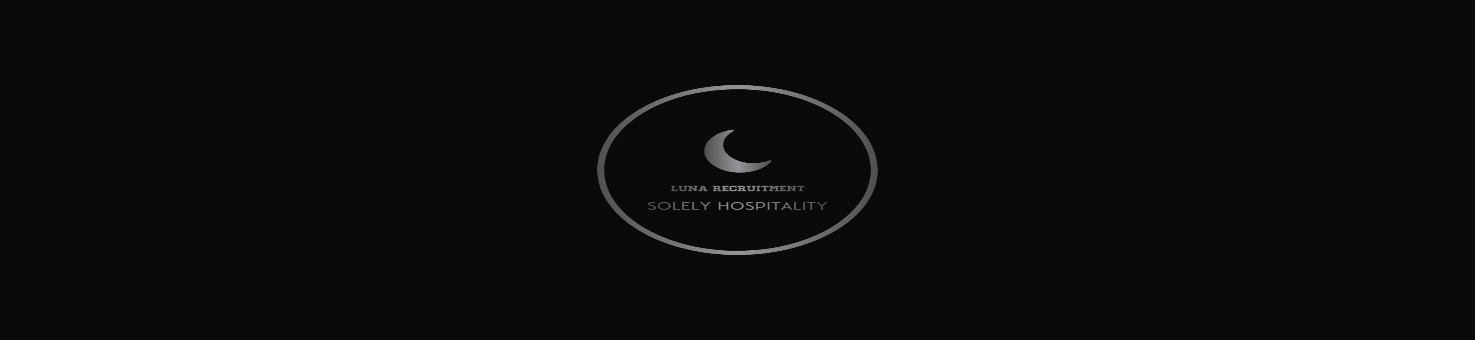 LUNA RECRUITMENT
SOLELY HOSPITALITY